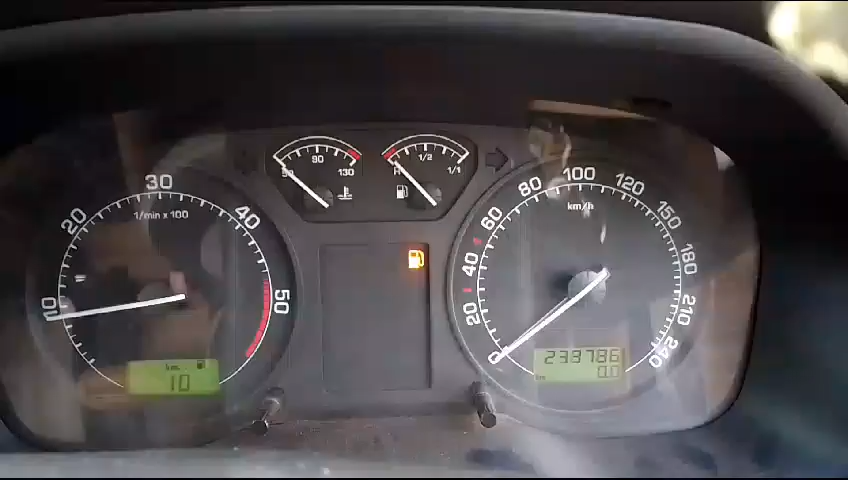 50 90 130
R 1/2 1/1
10 20 30 40 50
1/min x 100
km
10
0 20 40 60 80 100 120 150 180 210 240
km/h
233786
km 0.0